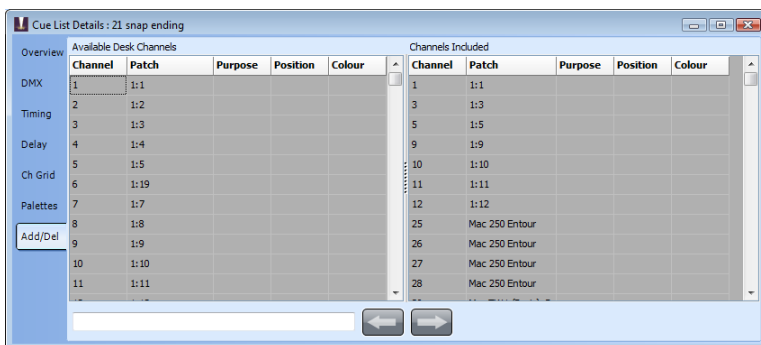 Cue List Details : 21 snap ending
Overview
DMX
Timing
Delay
Ch Grid
Palettes
Add/Del
Available Desk Channels
Channel Patch Purpose Position Colour
1 1:1
2 1:2
3 1:3
4 1:4
5 1:5
6 1:19
7 1:7
8 1:8
9 1:9
10 1:10
11 1:11
Channels Included
Channel Patch Purpose Position Colour
1 1:1
3 1:3
5 1:5
9 1:9
10 1:10
11 1:11
12 1:12
25 Mac 250 Entour
26 Mac 250 Entour
27 Mac 250 Entour
28 Mac 250 Entour